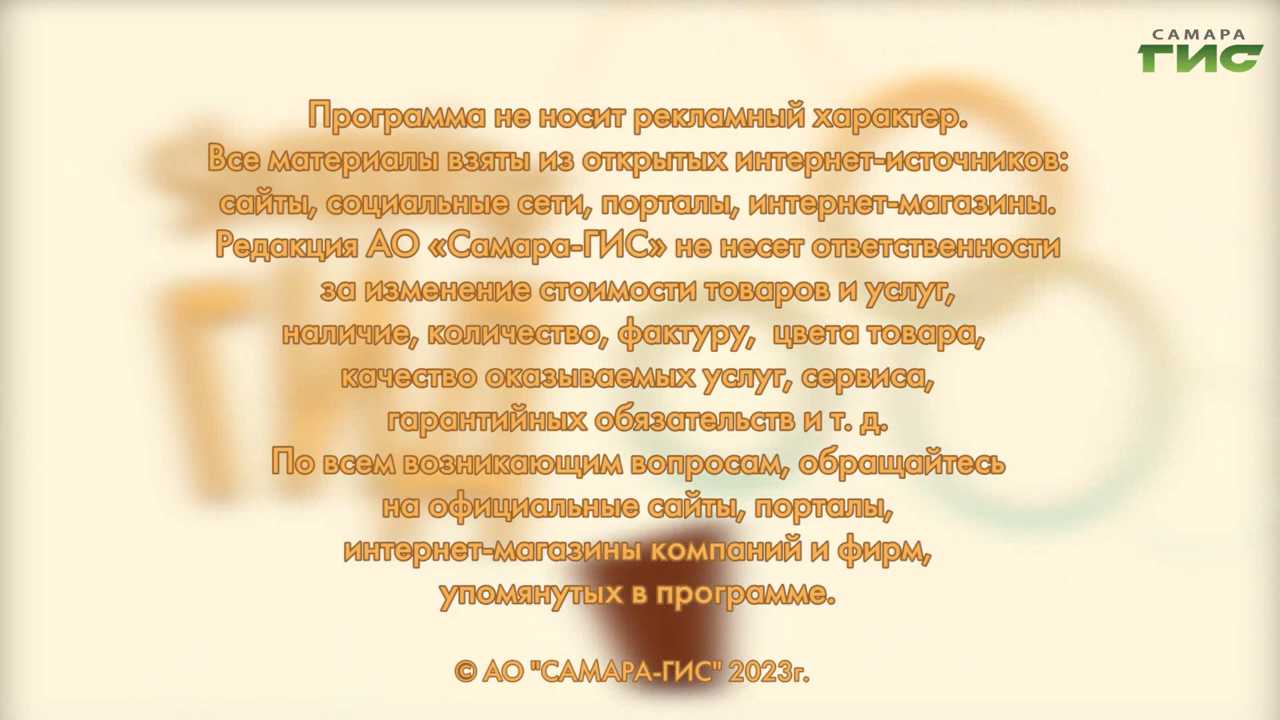 САМАРА
ГИС
Программа не носит рекламный характер.
Все материалы взяты из открытых интернет-источников:
сайты, социальные сети, порталы, интернет-магазины.
Редакция АО «Самара-ГИС» не несет ответственности
за изменение стоимости товаров и услуг,
наличие, количество, фактуру,  цвета товара,
качество оказываемых услуг, сервиса,
гарантийных обязательств и т. д.
По всем возникающим вопросам, обращайтесь
на официальные сайты, порталы,
интернет-магазины компаний и фирм,
упомянутых в программе.
© АО "САМАРА-ГИС" 2023г.